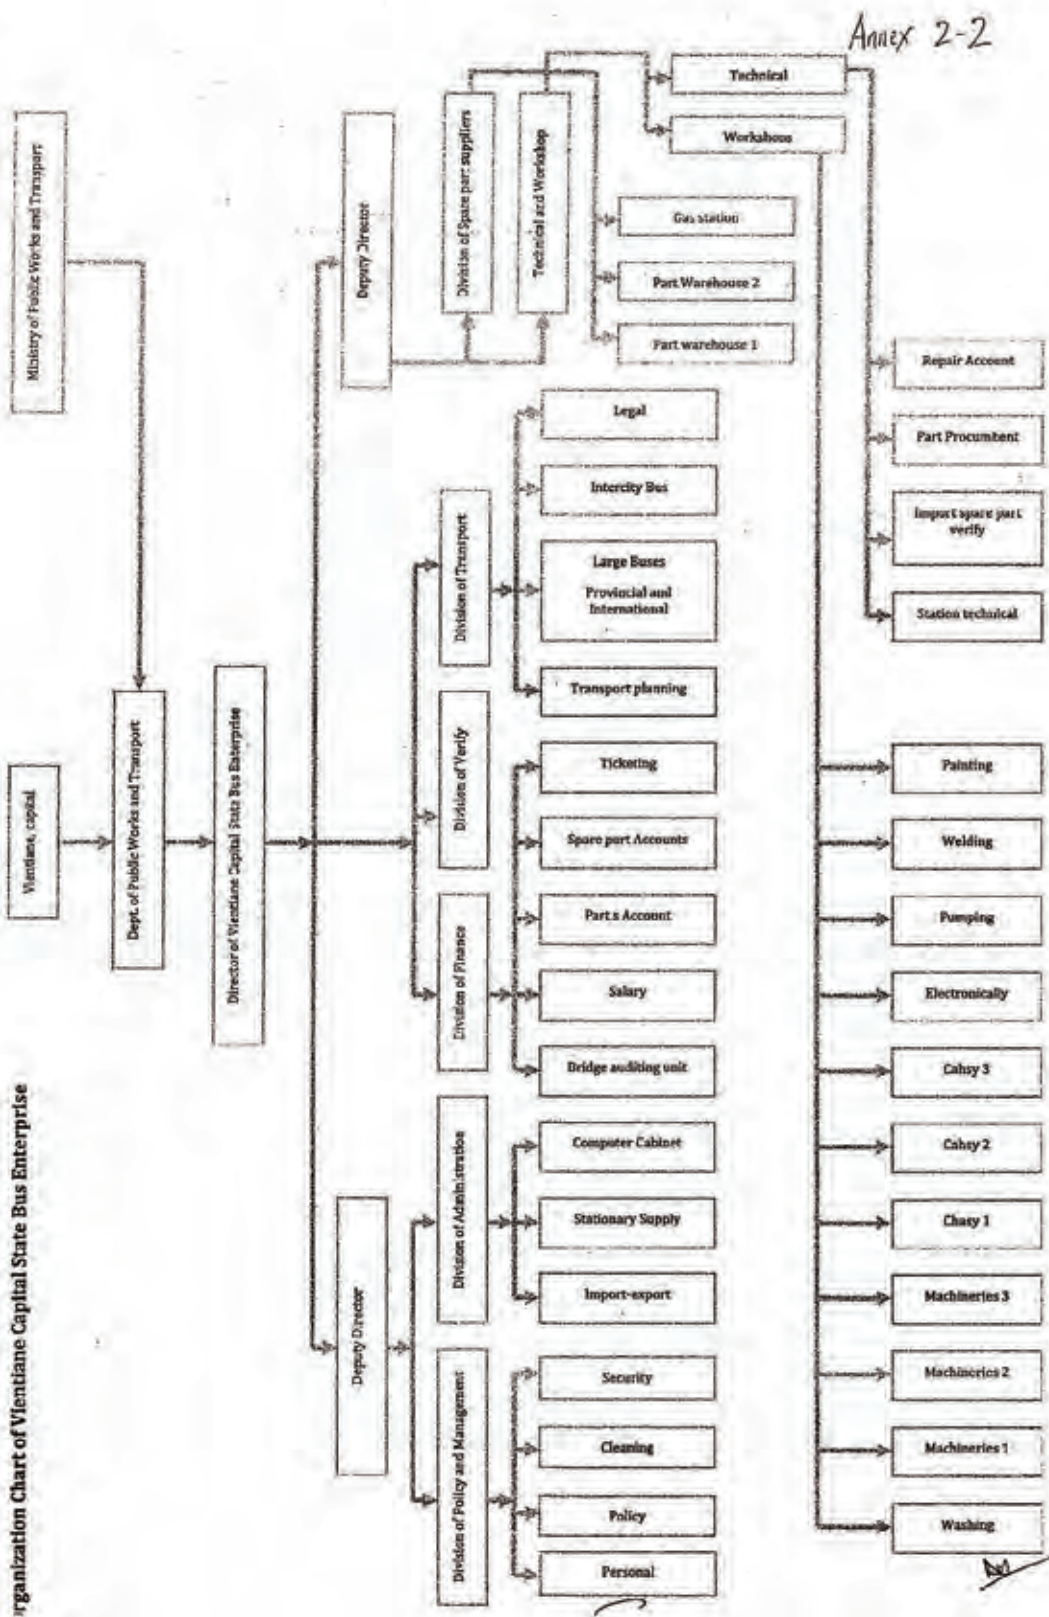 Annex 2-2
rganization Chart of Vientiane Capital State Bus Enterprise
Vientiane, capital
Ministry of Public Works and Transport
Dept. of Public Works and Transport
Director of Vientiane Capital State Bus Enterprise
Deputy Director
Deputy Director
Division of Policy and Management
Division of Administration
Division of Finance
Division of Verify
Division of Transport
Division of Spare part suppliers
Technical and Workshop
Technical
Workshops
Personal
Policy
Cleaning
Security
Import-export
Stationary Supply
Computer Cabinet
Bridge auditing unit
Salary
Part s Account
Spare part Accounts
Ticketing
Transport planning
Large Buses
Provincial and
International
Intercity Bus
Legal
Part warehouse 1
Part Warehouse 2
Gas station
Washing
Machineries 1
Machineries 2
Machineries 3
Chasy 1
Cahsy 2
Cahsy 3
Electronically
Pumping
Welding
Painting
Station technical
Import spare part
verify
Part Procument
Repair Account